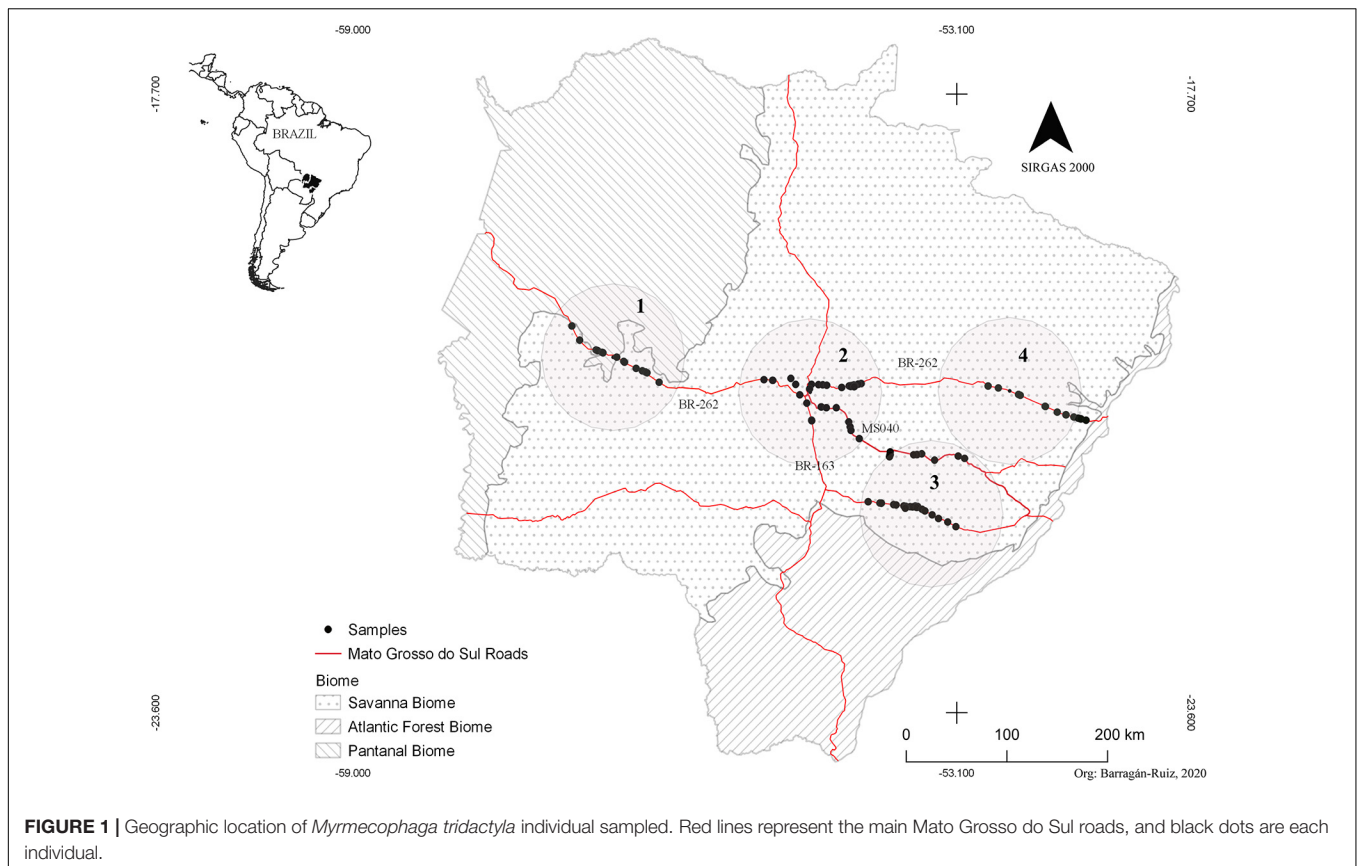 -59.000
-53.100
-17.700
-17.700
BRAZIL
SIRGAS 2000
1
2
4
BR-262
BR-262
MS040
BR-163
3
Samples
Mato Grosso do Sul Roads
Biome
Savanna Biome
Atlantic Forest Biome
Pantanal Biome
-23.600
-23.600
0 100 200 km
-59.000
-53.100
Org: Barragán-Ruiz, 2020
FIGURE 1 | Geographic location of Myrmecophaga tridactyla individual sampled. Red lines represent the main Mato Grosso do Sul roads, and black dots are each
individual.